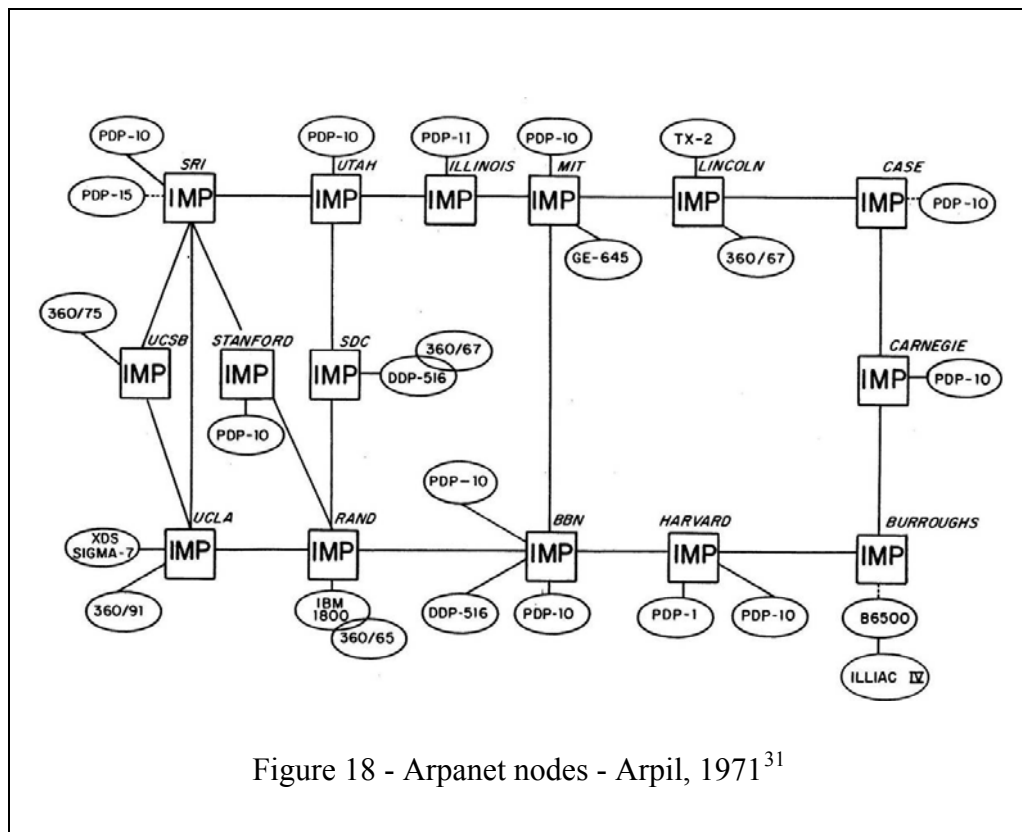 PDP-10
PDP-10
PDP-11
PDP-10
TX-2
SRI
UTAH
ILLINOIS
MIT
LINCOLN
CASE
PDP-15
IMP
IMP
IMP
IMP
IMP
IMP
PDP-10
GE-645
360/67
360/75
UCSB
STANFORD
SDC
360/67
CARNEGIE
IMP
IMP
IMP
DDP-516
IMP
PDP-10
PDP-10
PDP-10
UCLA
RAND
BBN
HARVARD
BURROUGHS
XDS
SIGMA-7
IMP
IMP
IMP
IMP
IMP
360/91
IBM
1800
360/65
DDP-516
PDP-10
PDP-1
PDP-10
B6500
ILLIAC IV
Figure 18 - Arpanet nodes - Arpil, 1971³¹